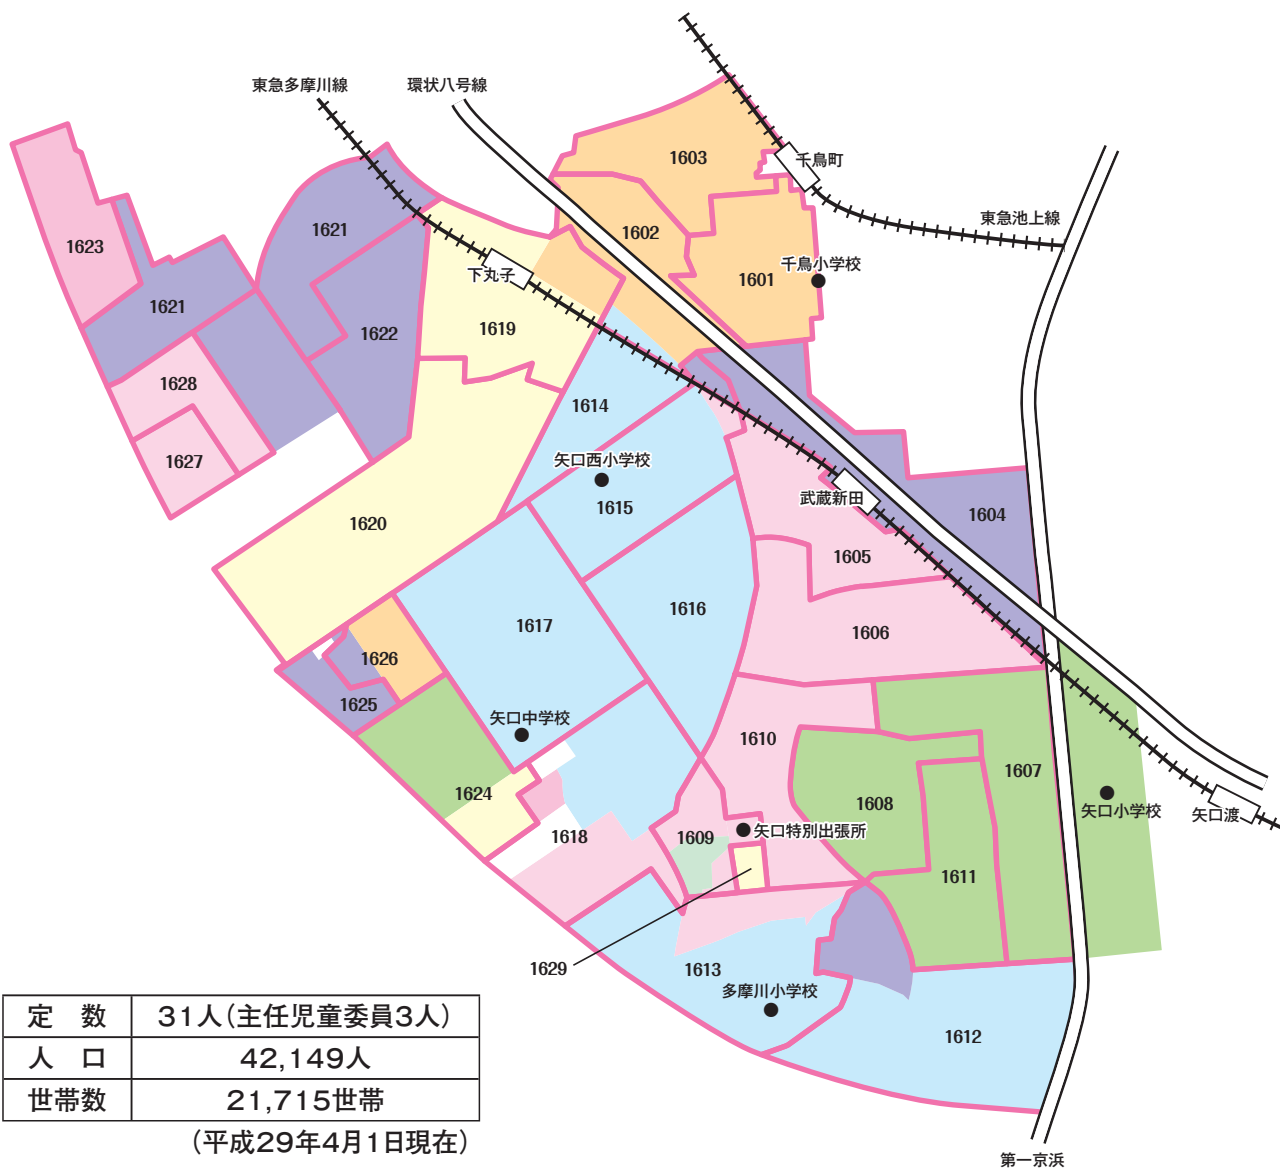 東急多摩川線
環状八号線
1603
千鳥町
東急池上線
1623
1621
1602
千鳥小学校
1601
下丸子
1621
1622
1619
1628
1614
1627
矢口西小学校
1615
武蔵新田
1604
1620
1605
1616
1617
1606
1626
1625
矢口中学校
1610
1607
1624
1608
矢口小学校
矢口渡
1618
1609
矢口特別出張所
1611
1629
1613
多摩川小学校
1612
定 数 31人(主任児童委員3人)
人 口 42,149人
世帯数 21,715世帯
(平成29年4月1日現在)
第一京浜